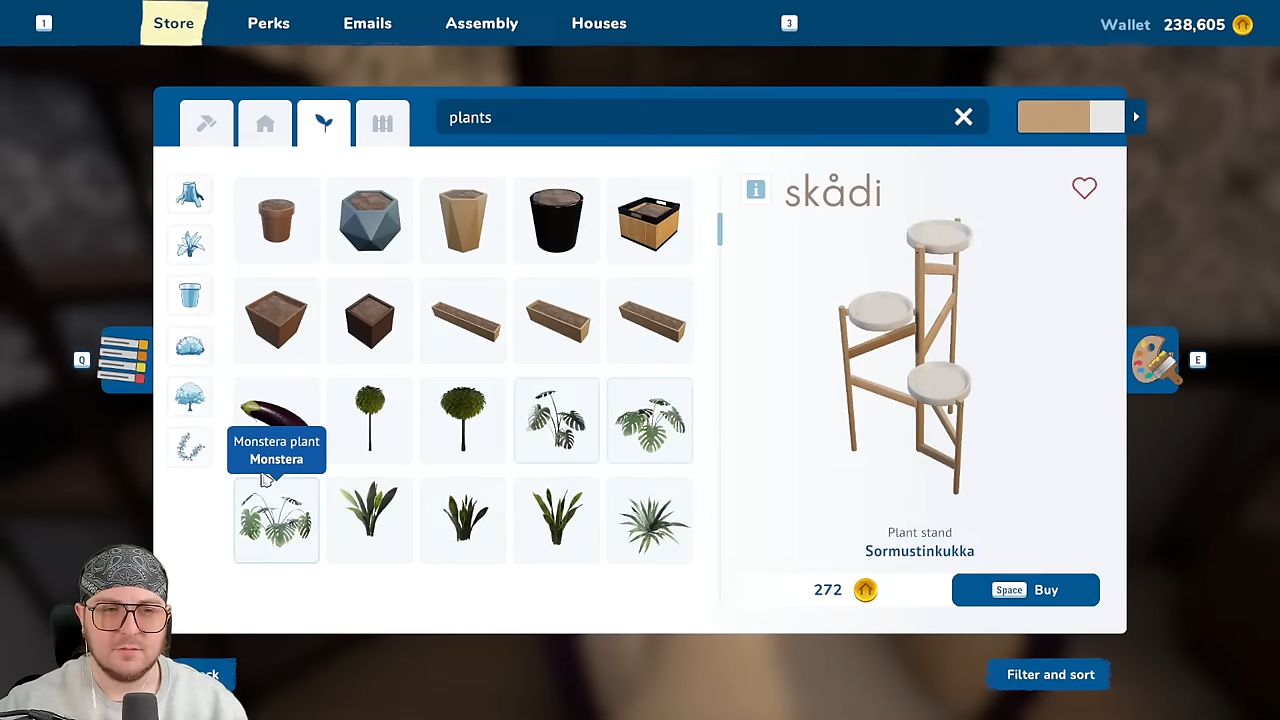 1
Store
Perks
Emails
Assembly
Houses
3
Wallet 238,605
plants
skådi
Q
E
Monstera plant
Monstera
Plant stand
Sormustinkukka
272
Space Buy
Filter and sort